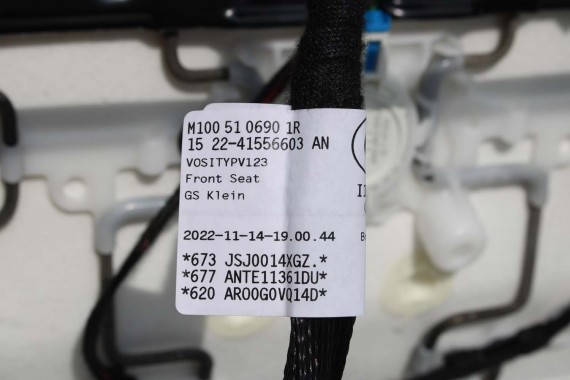 M100 51 0690 1R
15 22-41556603 AN
VOSITYPV123
Front Seat
GS Klein
2022-11-14-19.00.44
*673 JSJ0014XGZ.*
*677 ANTE11361DU*
*620 AROOG0VQ14D*